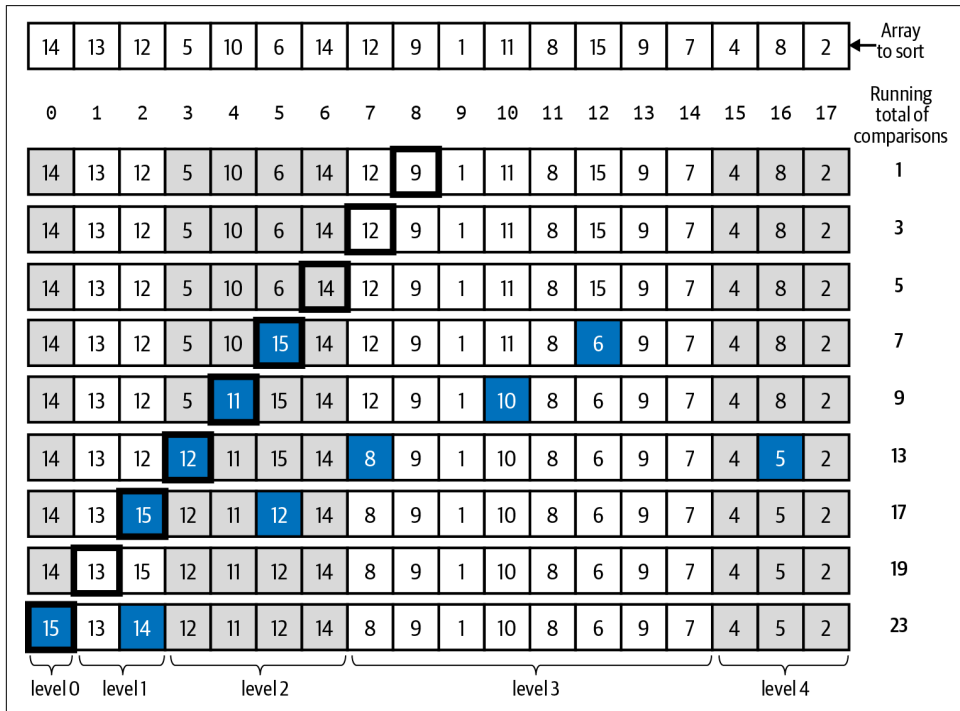 14 13 12 5 10 6 14 12 9 1 11 8 15 9 7 4 8 2 Array
to sort
0 1 2 3 4 5 6 7 8 9 10 11 12 13 14 15 16 17 Running
total of
comparisons
14 13 12 5 10 6 14 12 9 1 11 8 15 9 7 4 8 2 1
14 13 12 5 10 6 14 12 9 1 11 8 15 9 7 4 8 2 3
14 13 12 5 10 6 14 12 9 1 11 8 15 9 7 4 8 2 5
14 13 12 5 10 15 14 12 9 1 11 8 6 9 7 4 8 2 7
14 13 12 5 11 15 14 12 9 1 10 8 6 9 7 4 8 2 9
14 13 12 12 11 15 14 8 9 1 10 8 6 9 7 4 5 2 13
14 13 15 12 11 12 14 8 9 1 10 8 6 9 7 4 5 2 17
14 13 15 12 11 12 14 8 9 1 10 8 6 9 7 4 5 2 19
15 13 14 12 11 12 14 8 9 1 10 8 6 9 7 4 5 2 23
level 0 level 1 level 2 level 3 level 4